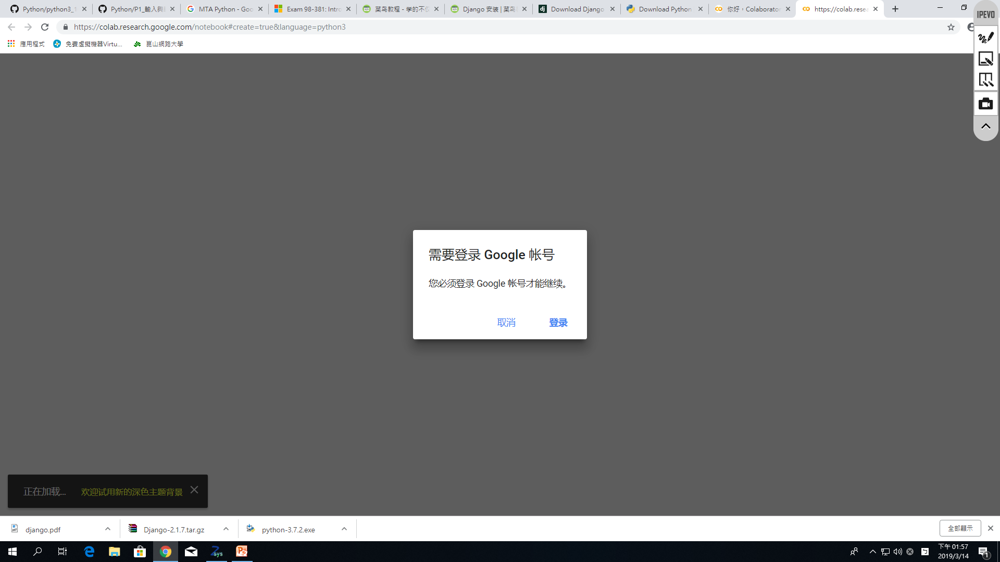 Python/python3_1
Python/P1_輸入與
MTA Python - Goo
Exam 98-381: Intro
菜鸟教程 - 学的不仅
Django 安装 | 菜鸟
Download Django
Download Python
你好，Colaborator
https://colab.resea
IPEVO
https://colab.research.google.com/notebook#create=true&language=python3
應用程式
免費虛擬機器Virtu...
崑山網路大學
需要登录 Google 帐号
您必须登录 Google 帐号才能继续。
取消
登录
正在加载...
欢迎试用新的深色主题背景
django.pdf
Django-2.1.7.tar.gz
python-3.7.2.exe
全部顯示
Zsys
下午 01:57
2019/3/14
1